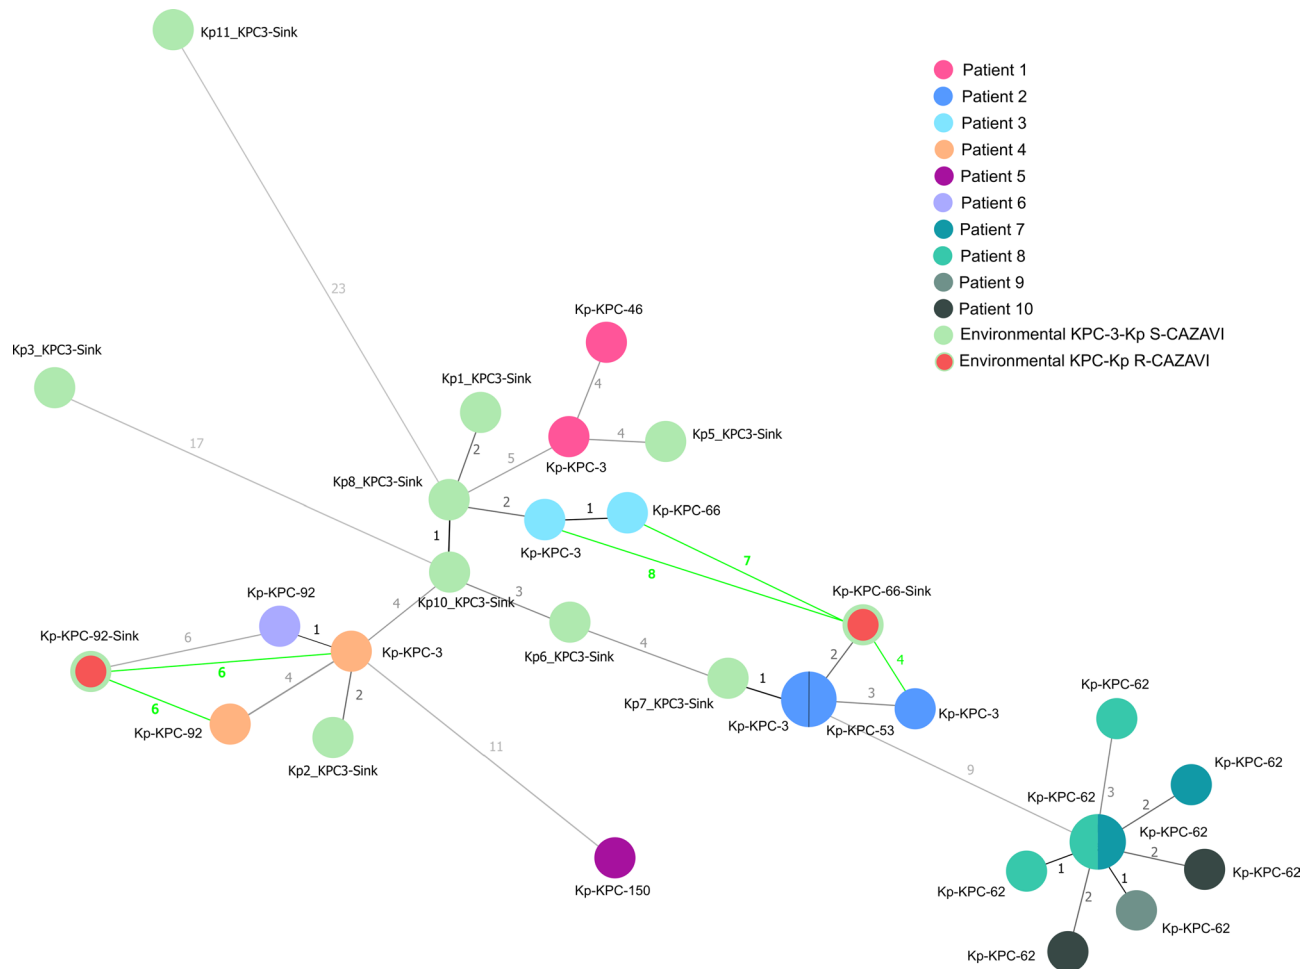 Kp11_KPC3-Sink
Patient 1
Patient 2
Patient 3
Patient 4
Patient 5
Patient 6
Patient 7
Patient 8
Patient 9
Patient 10
Environmental KPC-3-Kp S-CAZAVI
Environmental KPC-Kp R-CAZAVI
23
Kp-KPC-46
Kp3_KPC3-Sink
Kp1_KPC3-Sink
4
17
2
4
Kp5_KPC3-Sink
5
Kp-KPC-3
Kp8_KPC3-Sink
2
1
Kp-KPC-66
1
Kp-KPC-3
7
8
Kp-KPC-66-Sink
Kp-KPC-92
4
Kp10_KPC3-Sink
3
Kp-KPC-92-Sink
6
1
Kp-KPC-3
4
Kp6_KPC3-Sink
2
4
6
4
2
1
3
Kp7_KPC3-Sink
6
Kp-KPC-92
Kp-KPC-3
Kp-KPC-53
Kp-KPC-3
Kp-KPC-62
11
Kp2_KPC3-Sink
9
Kp-KPC-62
Kp-KPC-62
3
2
Kp-KPC-62
2
Kp-KPC-62
1
1
Kp-KPC-150
Kp-KPC-62
2
Kp-KPC-62
Kp-KPC-62